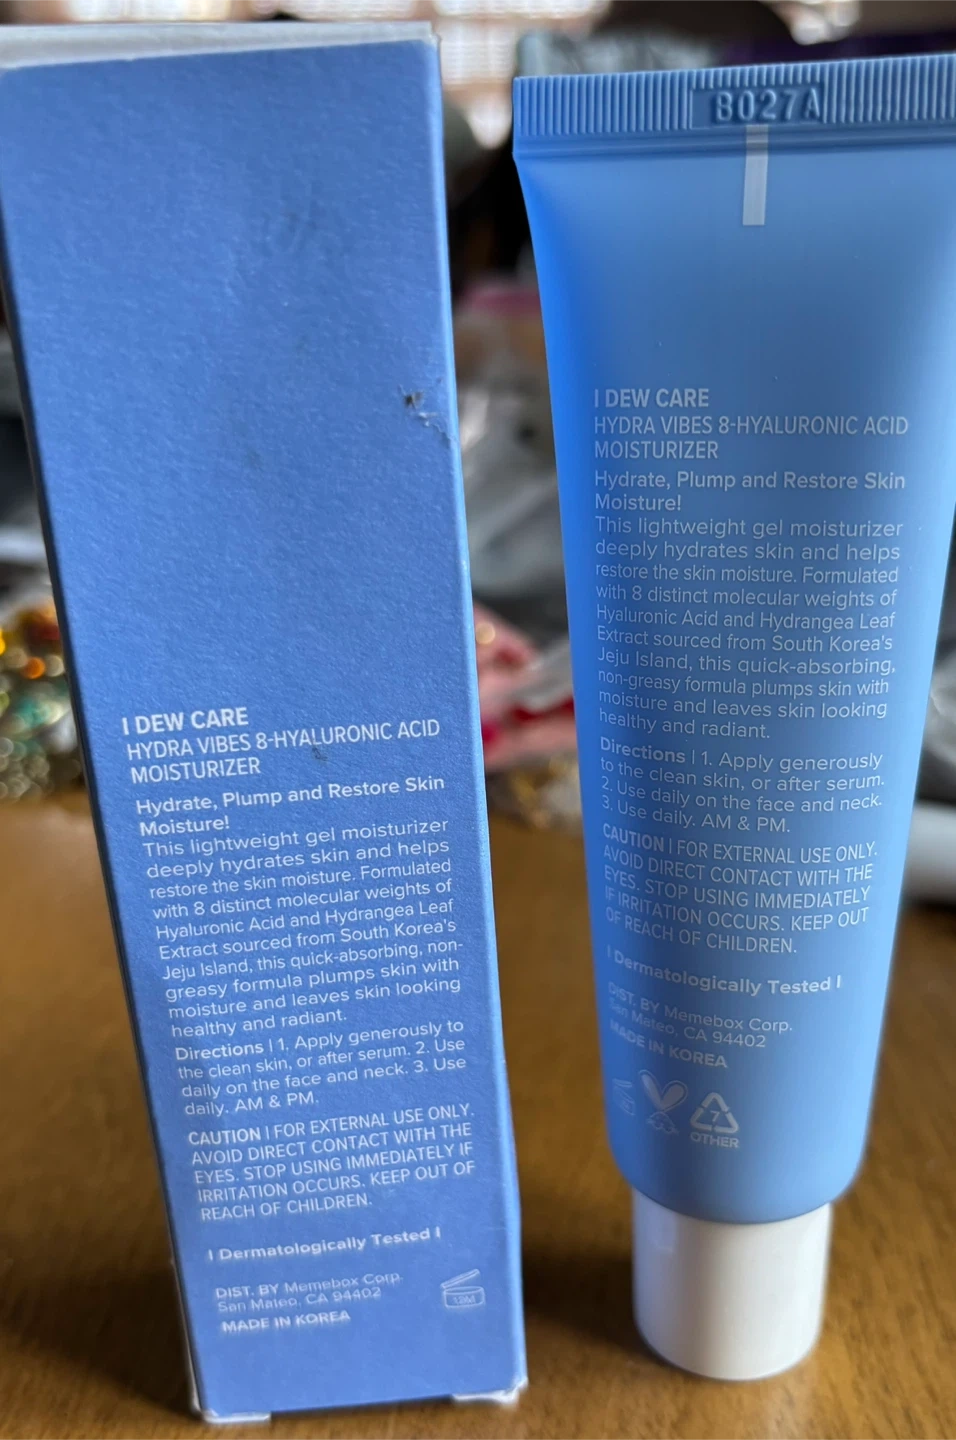 I DEW CARE
HYDRA VIBES 8-HYALURONIC ACID
MOISTURIZER
Hydrate, Plump and Restore Skin
Moisture!
This lightweight gel moisturizer
deeply hydrates skin and helps
restore the skin moisture. Formulated
with 8 distinct molecular weights of
Hyaluronic Acid and Hydrangea Leaf
Extract sourced from South Korea's
Jeju Island, this quick-absorbing, non-
greasy formula plumps skin with
moisture and leaves skin looking
healthy and radiant.
Directions | 1. Apply generously to
the clean skin, or after serum. 2. Use
daily on the face and neck. 3. Use
daily. AM & PM.
CAUTION | FOR EXTERNAL USE ONLY.
AVOID DIRECT CONTACT WITH THE
EYES. STOP USING IMMEDIATELY IF
IRRITATION OCCURS. KEEP OUT OF
REACH OF CHILDREN.
| Dermatologically Tested |
DIST. BY Memebox Corp.
San Mateo, CA 94402
MADE IN KOREA
12M
B027A
I DEW CARE
HYDRA VIBES 8-HYALURONIC ACID
MOISTURIZER
Hydrate, Plump and Restore Skin
Moisture!
This lightweight gel moisturizer
deeply hydrates skin and helps
restore the skin moisture. Formulated
with 8 distinct molecular weights of
Hyaluronic Acid and Hydrangea Leaf
Extract sourced from South Korea's
Jeju Island, this quick-absorbing,
non-greasy formula plumps skin with
moisture and leaves skin looking
healthy and radiant.
Directions | 1. Apply generously
to the clean skin, or after serum.
2. Use daily on the face and neck.
3. Use daily. AM & PM.
CAUTION | FOR EXTERNAL USE ONLY.
AVOID DIRECT CONTACT WITH THE
EYES. STOP USING IMMEDIATELY
IF IRRITATION OCCURS. KEEP OUT
OF REACH OF CHILDREN.
| Dermatologically Tested |
DIST. BY Memebox Corp.
San Mateo, CA 94402
MADE IN KOREA
7
OTHER